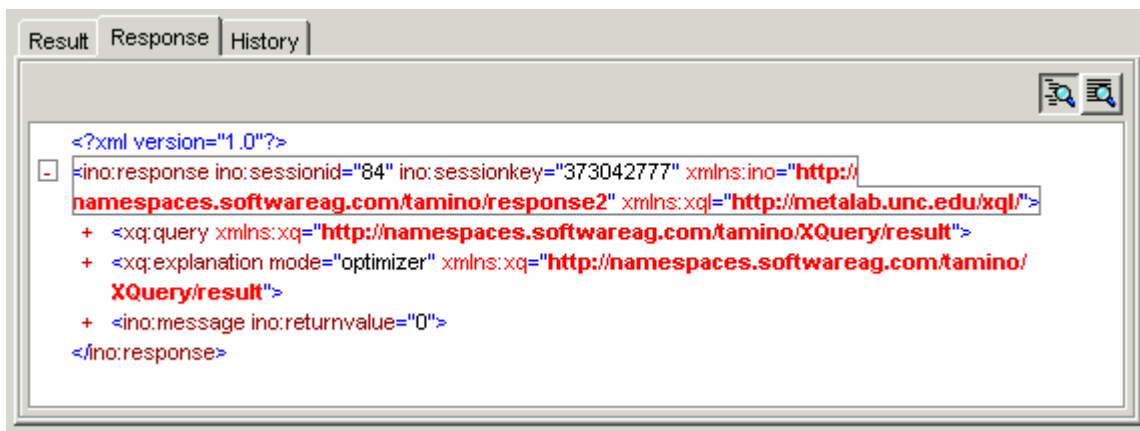 Result Response History
<?xml version="1.0"?>
- <ino:response ino:sessionid="84" ino:sessionkey="373042777" xmlns:ino="http://
namespaces.softwareag.com/tamino/response2" xmlns:xql="http://metalab.unc.edu/xql/">
+ <xq:query xmlns:xq="http://namespaces.softwareag.com/tamino/XQuery/result">
+ <xq:explanation mode="optimizer" xmlns:xq="http://namespaces.softwareag.com/tamino/
XQuery/result">
+ <ino:message ino:returnvalue="0">
</ino:response>